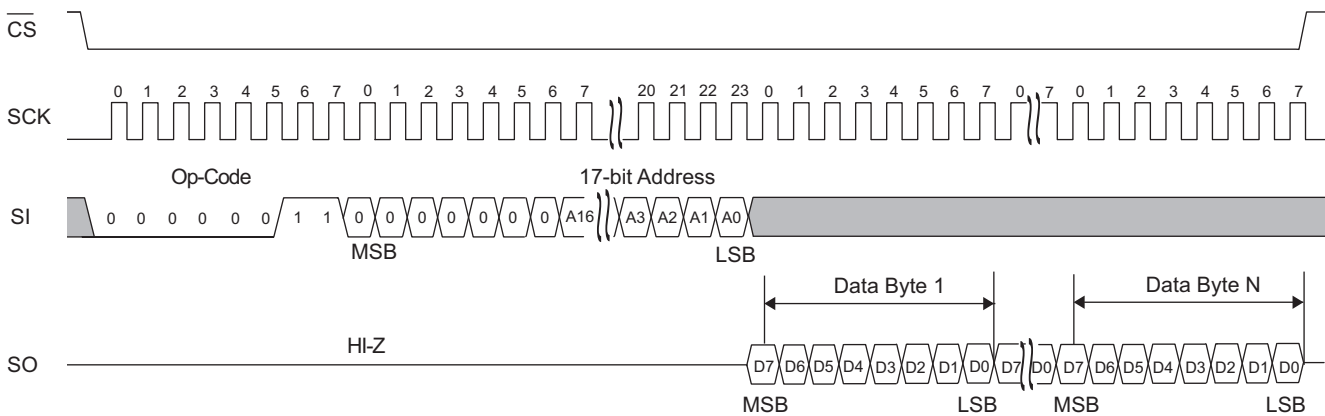 CS
0 1 2 3 4 5 6 7 0 1 2 3 4 5 6 7 20 21 22 23 0 1 2 3 4 5 6 7 0 7 0 1 2 3 4 5 6 7
SCK
Op-Code 17-bit Address
SI 0 0 0 0 0 0 1 1 0 0 0 0 0 0 0 A16 A3 A2 A1 A0
MSB LSB
Data Byte 1 Data Byte N
HI-Z
SO D7 D6 D5 D4 D3 D2 D1 D0 D7 D0 D7 D6 D5 D4 D3 D2 D1 D0
MSB LSB MSB LSB